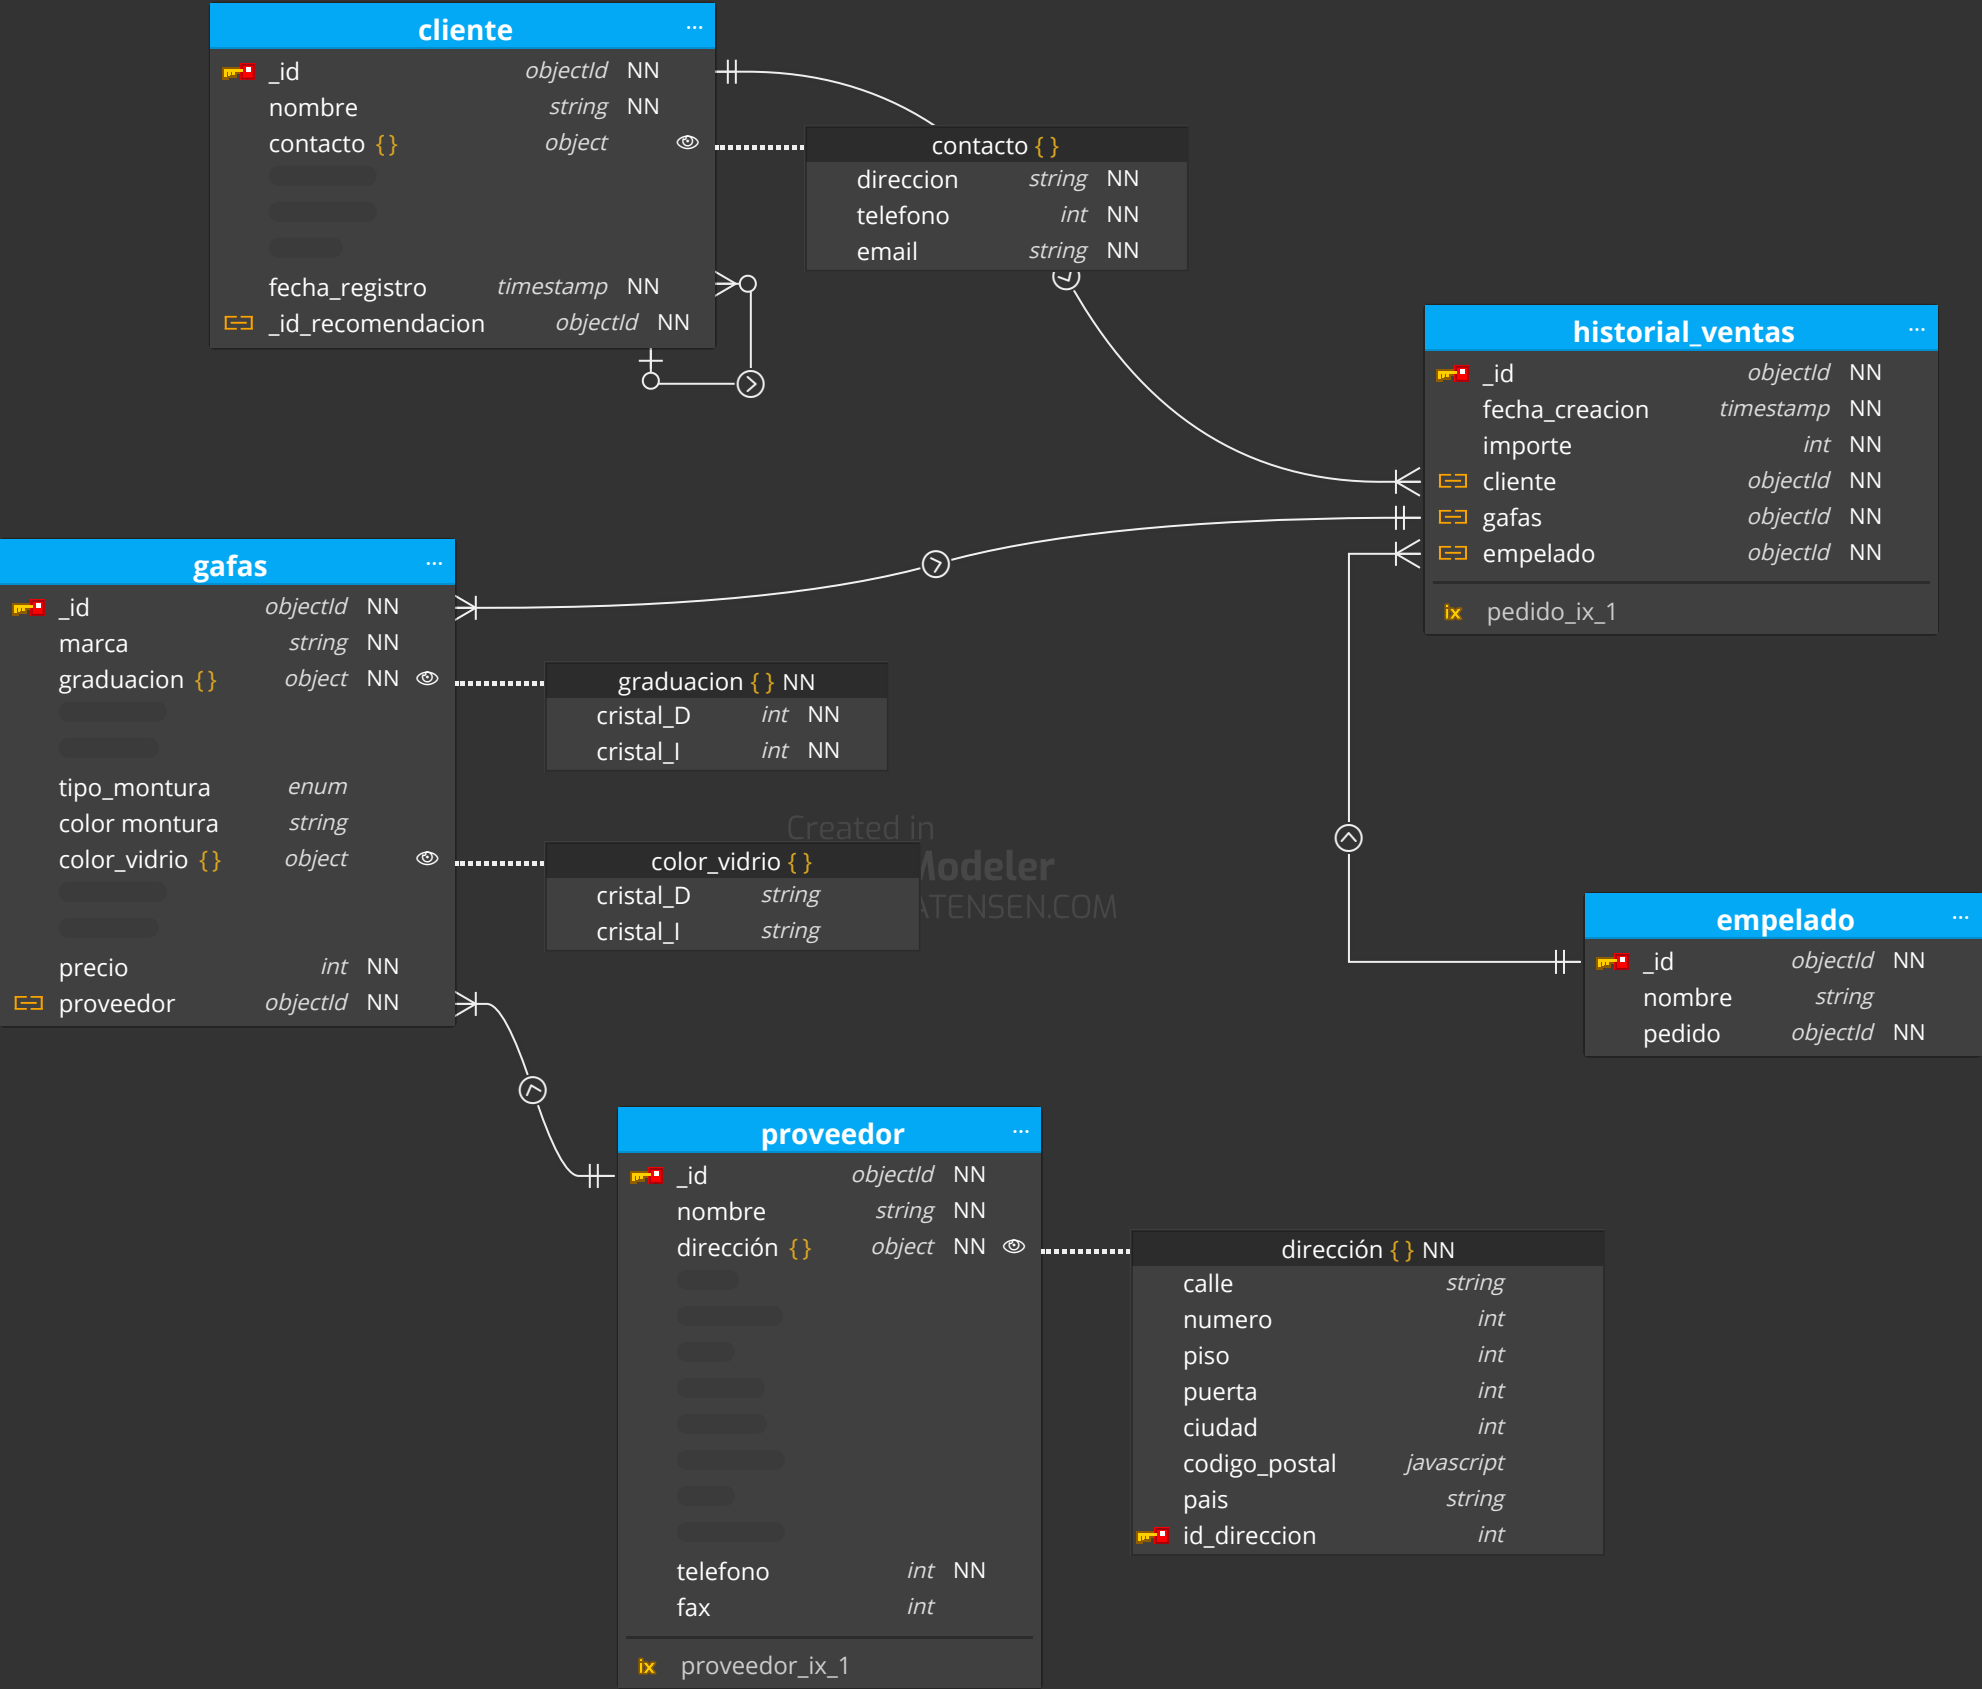 cliente ...
_id objectId NN
nombre string NN
contacto {} object
fecha_registro timestamp NN
_id_recomendacion objectId NN
contacto {}
direccion string NN
telefono int NN
email string NN
historial_ventas ...
_id objectId NN
fecha_creacion timestamp NN
importe int NN
cliente objectId NN
gafas objectId NN
empelado objectId NN
ix pedido_ix_1
gafas ...
_id objectId NN
marca string NN
graduacion {} object NN
tipo_montura enum
color montura string
color_vidrio {} object
precio int NN
proveedor objectId NN
graduacion {} NN
cristal_D int NN
cristal_I int NN
Created in
Modeler
color_vidrio {}
cristal_D string
cristal_I string
empelado ...
_id objectId NN
nombre string
pedido objectId NN
proveedor ...
_id objectId NN
nombre string NN
dirección {} object NN
telefono int NN
fax int
ix proveedor_ix_1
dirección {} NN
calle string
numero int
piso int
puerta int
ciudad int
codigo_postal javascript
pais string
id_direccion int